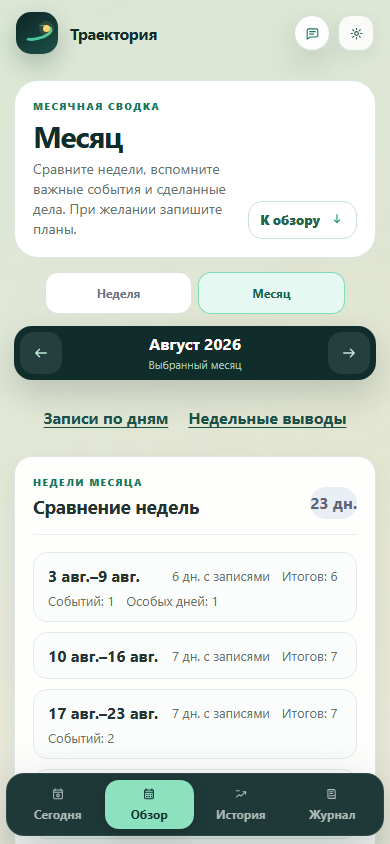 Траектория
МЕСЯЧНАЯ СВОДКА
Месяц
Сравните недели, вспомните
важные события и сделанные
дела. При желании запишите
планы.
К обзору ↓
Неделя
Месяц
← Август 2026 →
Выбранный месяц
Записи по дням
Недельные выводы
НЕДЕЛИ МЕСЯЦА
Сравнение недель
23 дн.
3 авг.–9 авг. 6 дн. с записями Итогов: 6
Событий: 1 Особых дней: 1
10 авг.–16 авг. 7 дн. с записями Итогов: 7
17 авг.–23 авг. 7 дн. с записями Итогов: 7
Событий: 2
Сегодня
Обзор
История
Журнал